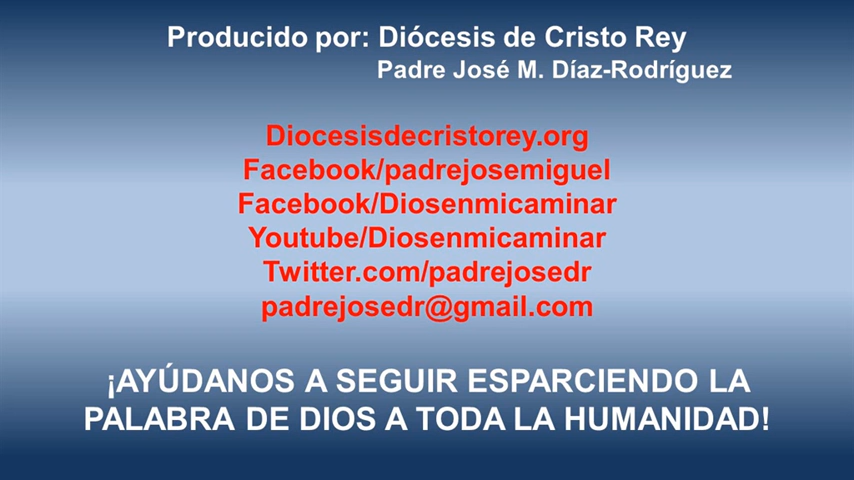 Producido por: Diócesis de Cristo Rey
Padre José M. Díaz-Rodríguez
Diocesisdecristorey.org
Facebook/padrejosemiguel
Facebook/Diosenmicaminar
Youtube/Diosenmicaminar
Twitter.com/padrejosedr
padrejosedr@gmail.com
¡AYÚDANOS A SEGUIR ESPARCIENDO LA
PALABRA DE DIOS A TODA LA HUMANIDAD!